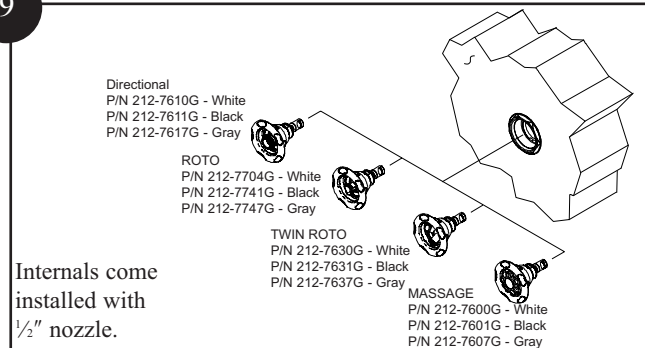 9
Directional
P/N 212-7610G - White
P/N 212-7611G - Black
P/N 212-7617G - Gray
ROTO
P/N 212-7704G - White
P/N 212-7741G - Black
P/N 212-7747G - Gray
TWIN ROTO
P/N 212-7630G - White
P/N 212-7631G - Black
P/N 212-7637G - Gray
MASSAGE
P/N 212-7600G - White
P/N 212-7601G - Black
P/N 212-7607G - Gray
Internals come
installed with
½" nozzle.